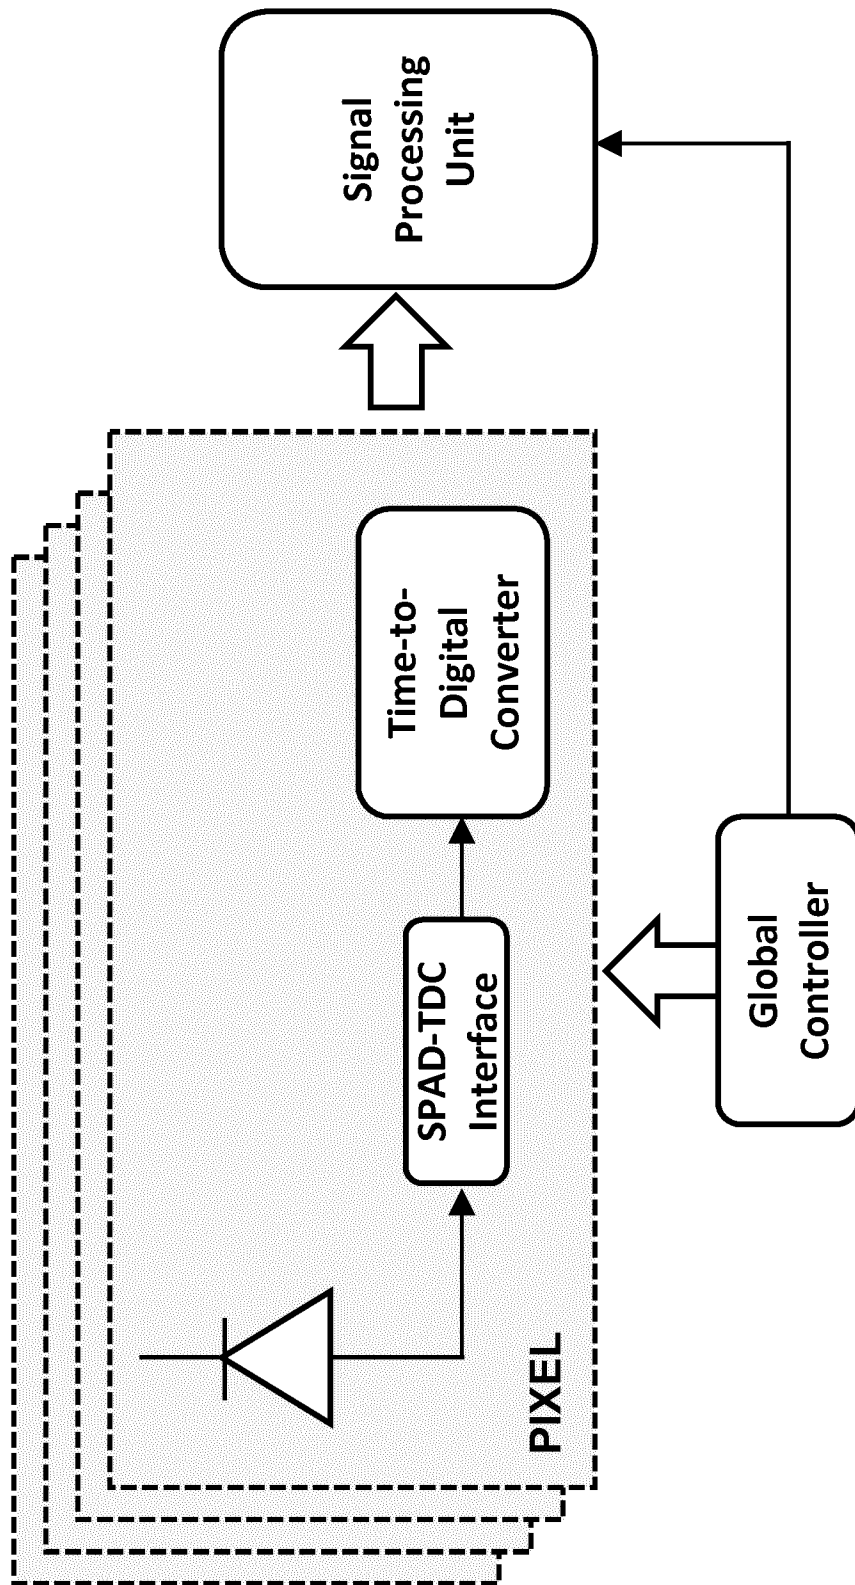 PIXEL
SPAD-TDC
Interface
Time-to-
Digital
Converter
Signal
Processing
Unit
Global
Controller